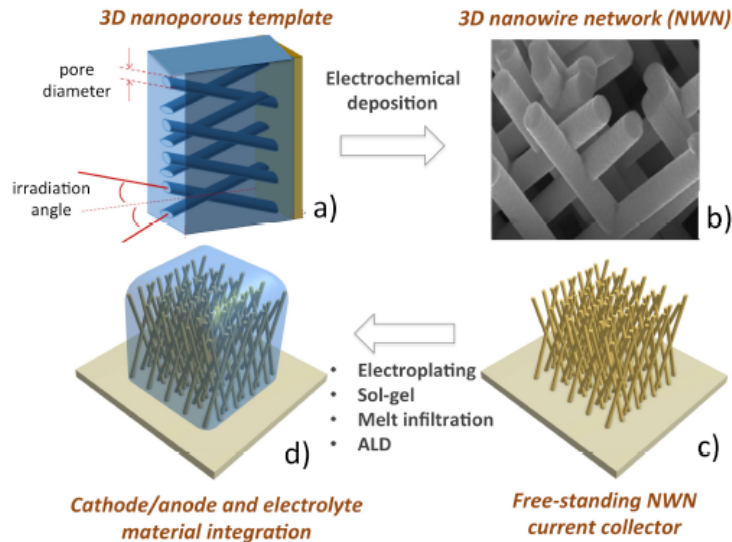 3D nanoporous template
3D nanowire network (NWN)
pore
diameter
Electrochemical
deposition
irradiation
angle
a)
b)
• Electroplating
• Sol-gel
• Melt infiltration
• ALD
d)
c)
Cathode/anode and electrolyte
material integration
Free-standing NWN
current collector